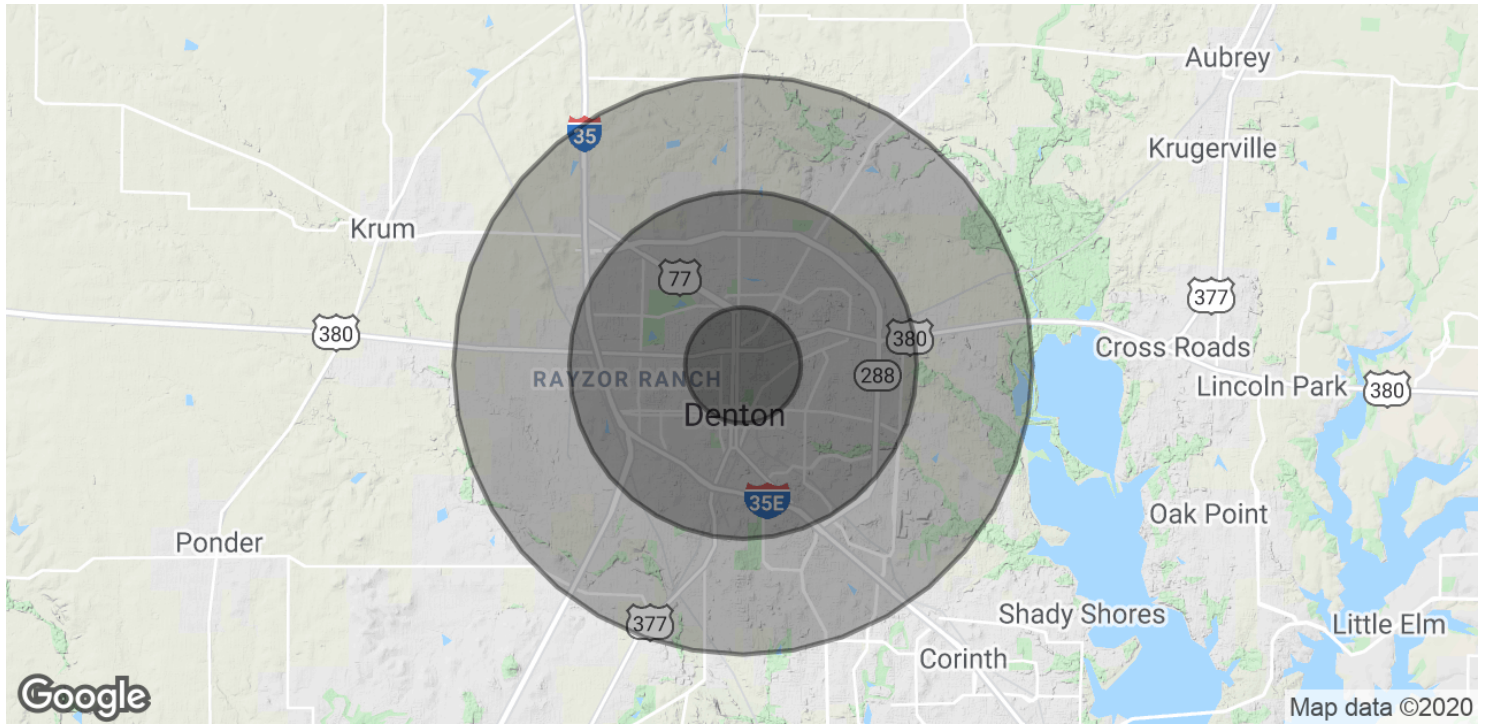 Aubrey
35
Krugerville
Krum
77
377
380
380
Cross Roads
288
RAYZOR RANCH
Lincoln Park
380
Denton
35E
Oak Point
Ponder
Shady Shores
377
Little Elm
Corinth
Google
Map data ©2020